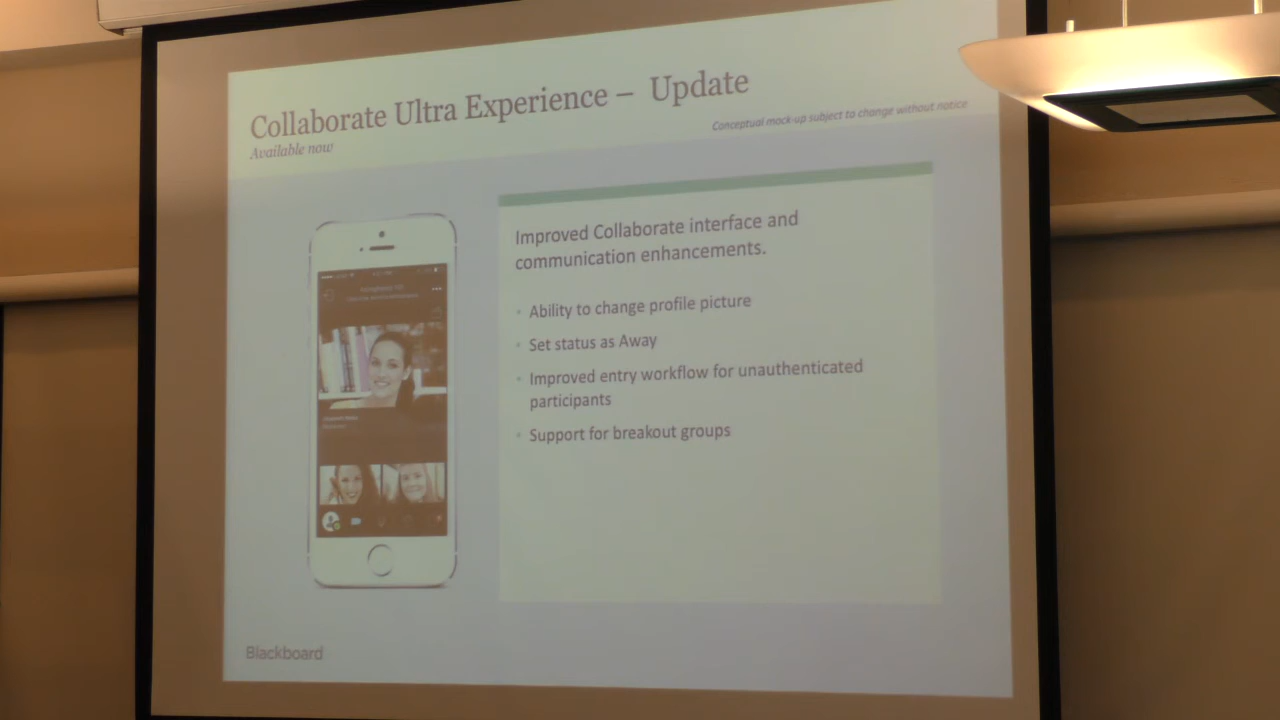 Collaborate Ultra Experience – Update
Available now
Conceptual mock-up subject to change without notice
Improved Collaborate interface and
communication enhancements.
• Ability to change profile picture
• Set status as Away
• Improved entry workflow for unauthenticated
participants
• Support for breakout groups
Blackboard